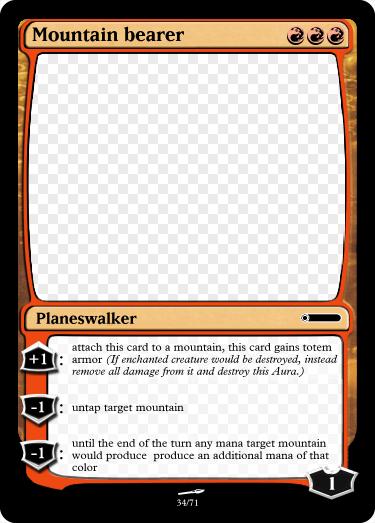 Mountain bearer
Planeswalker
+1: attach this card to a mountain, this card gains totem
armor (If enchanted creature would be destroyed, instead
remove all damage from it and destroy this Aura.)
-1: untap target mountain
until the end of the turn any mana target mountain
-1: would produce produce an additional mana of that
color
1
34/71